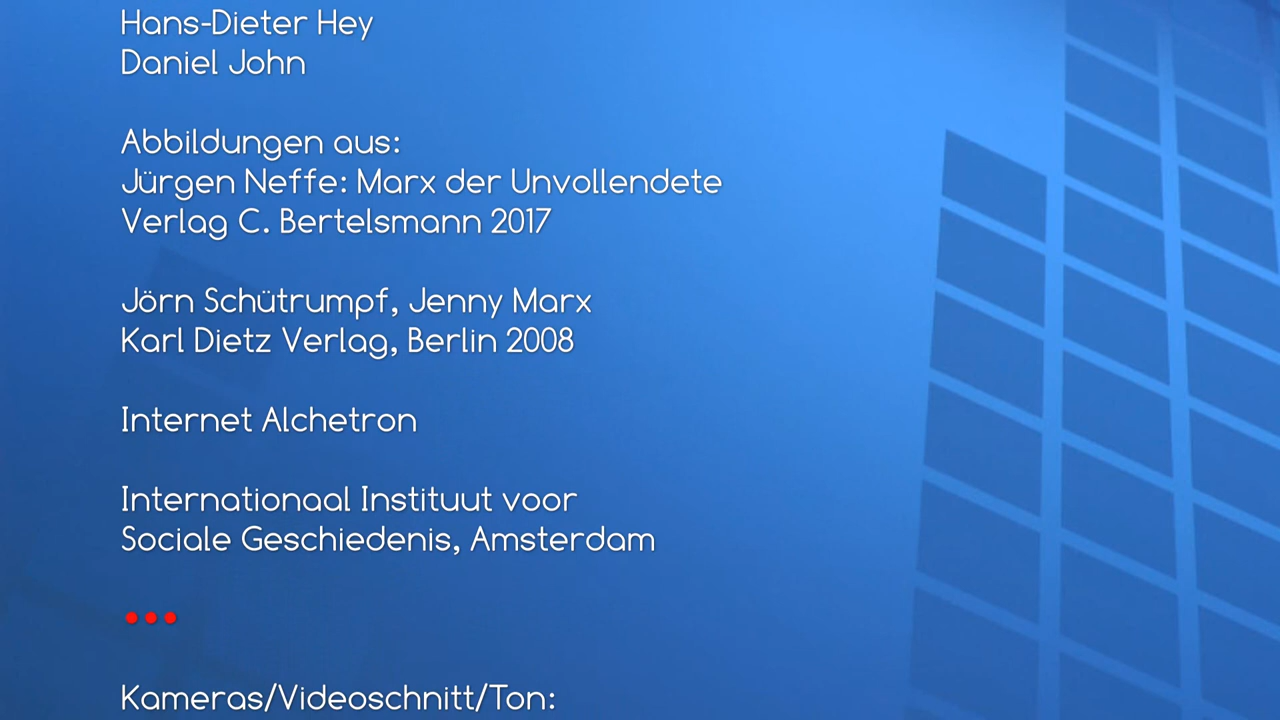 Hans-Dieter Hey
Daniel John
Abbildungen aus:
Jürgen Neffe: Marx der Unvollendete
Verlag C. Bertelsmann 2017
Jörn Schütrumpf, Jenny Marx
Karl Dietz Verlag, Berlin 2008
Internet Alchetron
Internationaal Instituut voor
Sociale Geschiedenis, Amsterdam
•••
Kameras/Videoschnitt/Ton: